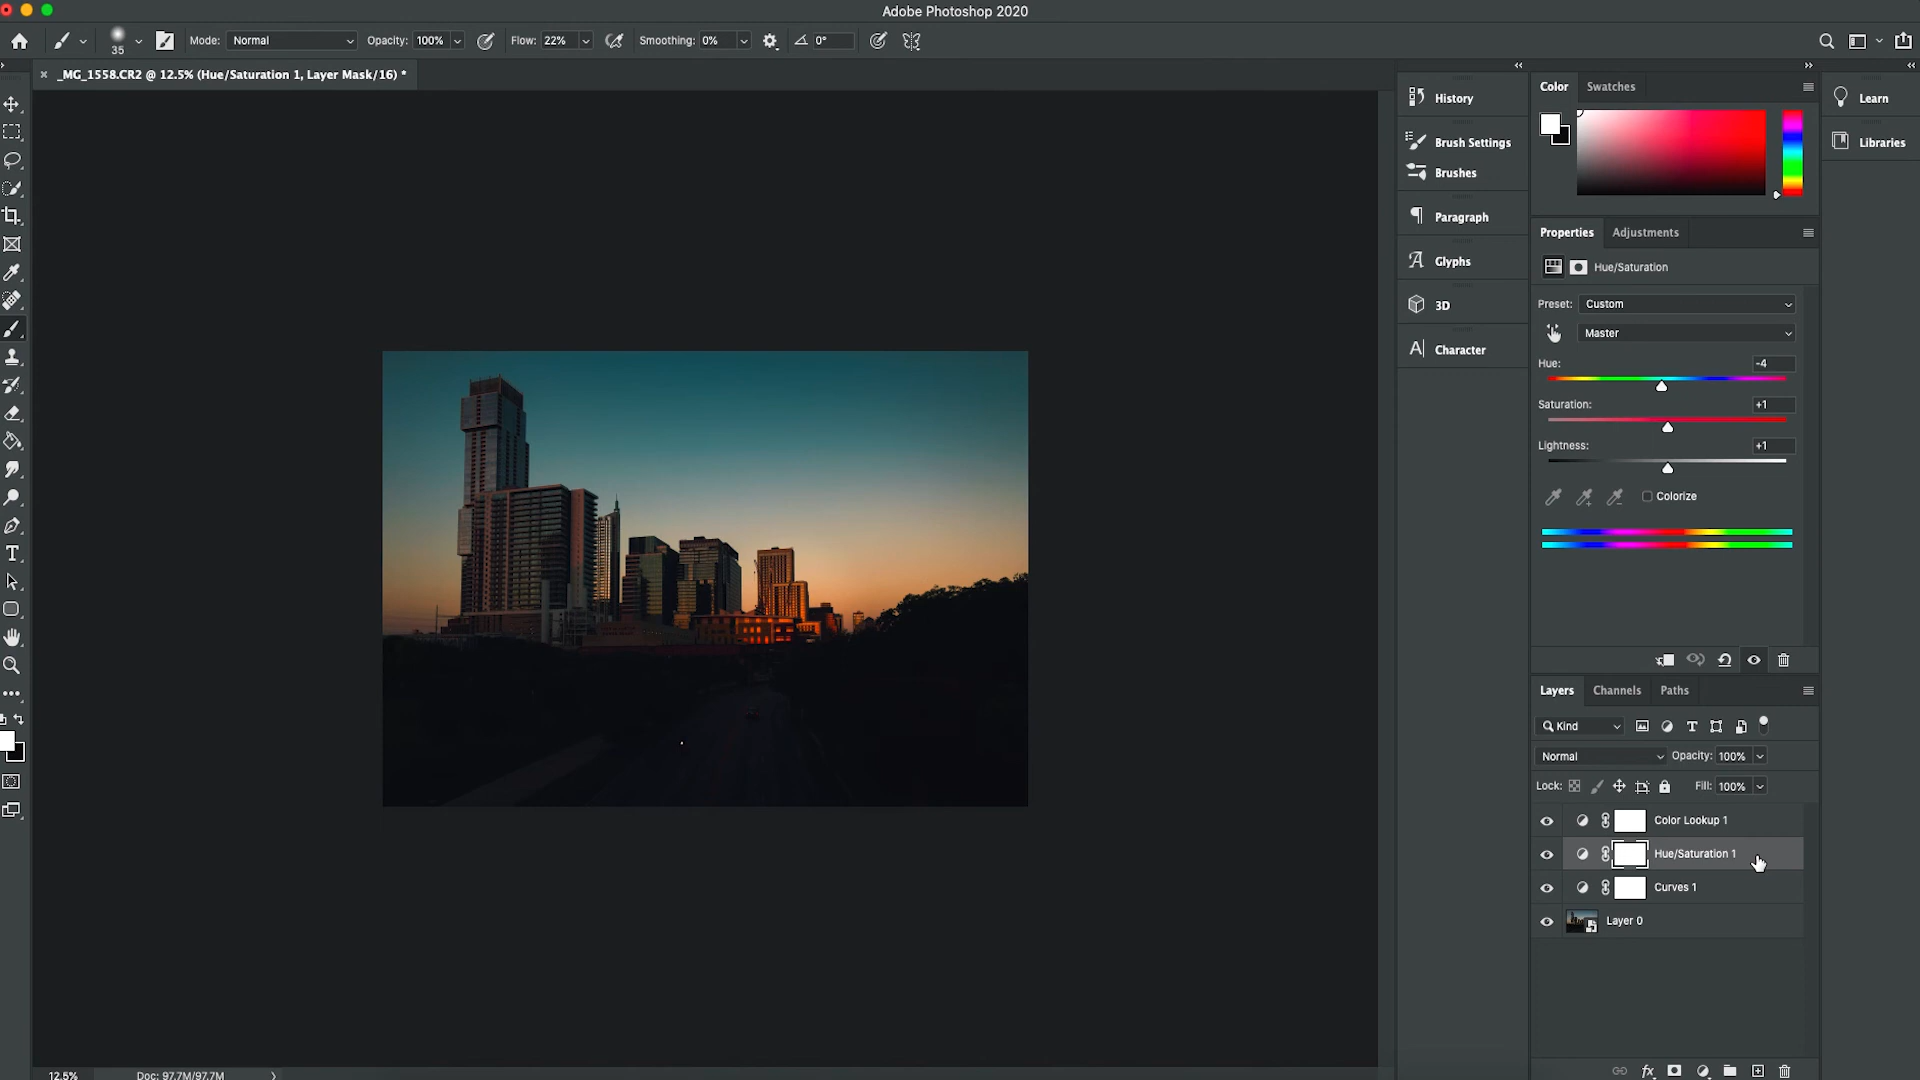 Adobe Photoshop 2020
35
Mode: Normal Opacity: 100% Flow: 22% Smoothing: 0% 0°
_MG_1558.CR2 @ 12.5% (Hue/Saturation 1, Layer Mask/16) *
History
Brush Settings
Brushes
Paragraph
Glyphs
3D
Character
Color Swatches
Learn
Libraries
Properties Adjustments
Hue/Saturation
Preset: Custom
Master
Hue: -4
Saturation: +1
Lightness: +1
Colorize
Layers Channels Paths
Kind
Normal Opacity: 100%
Lock: Fill: 100%
Color Lookup 1
Hue/Saturation 1
Curves 1
Layer 0
12.5% Doc: 97.7M/97.7M